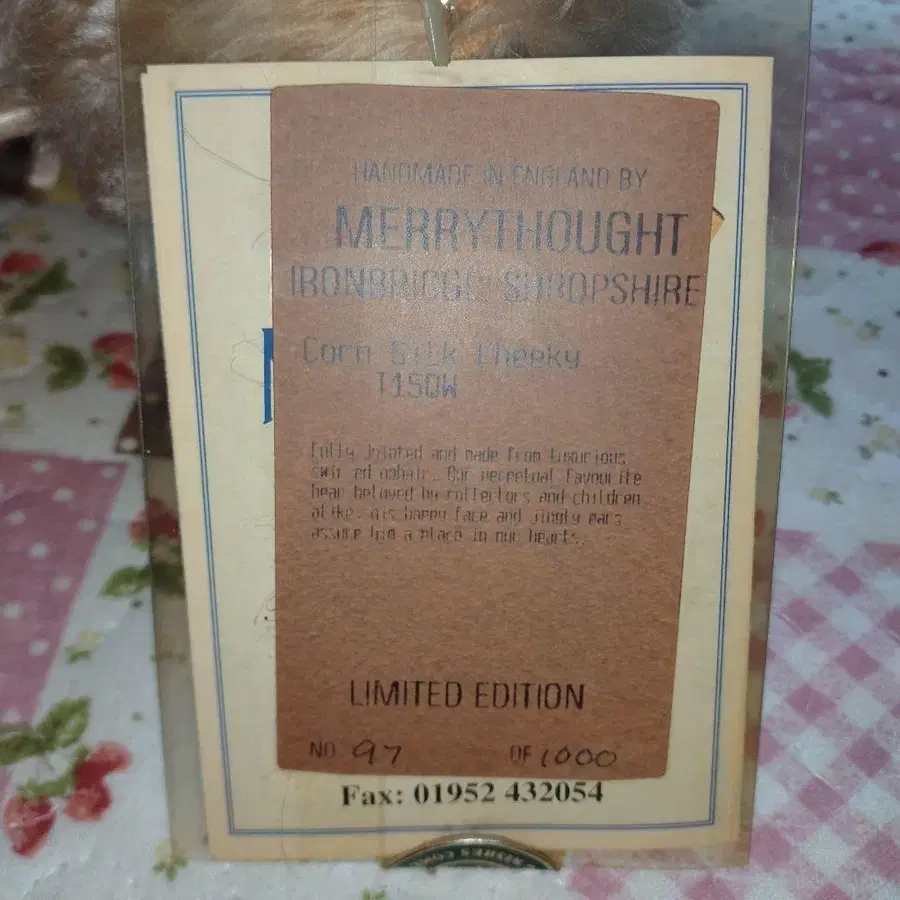 HANDMADE IN ENGLAND BY
MERRYTHOUGHT
IRONBRIDGE SHROPSHIRE
Corn Silk Cheeky
T15DW
Fully Jointed and made from luxurious
swirled mohair. Our perpetual favourite
bear beloved by collectors and children
alike. His happy face and jingly ears
assure him a place in our hearts.
LIMITED EDITION
NO 97 OF 1000
Fax: 01952 432054